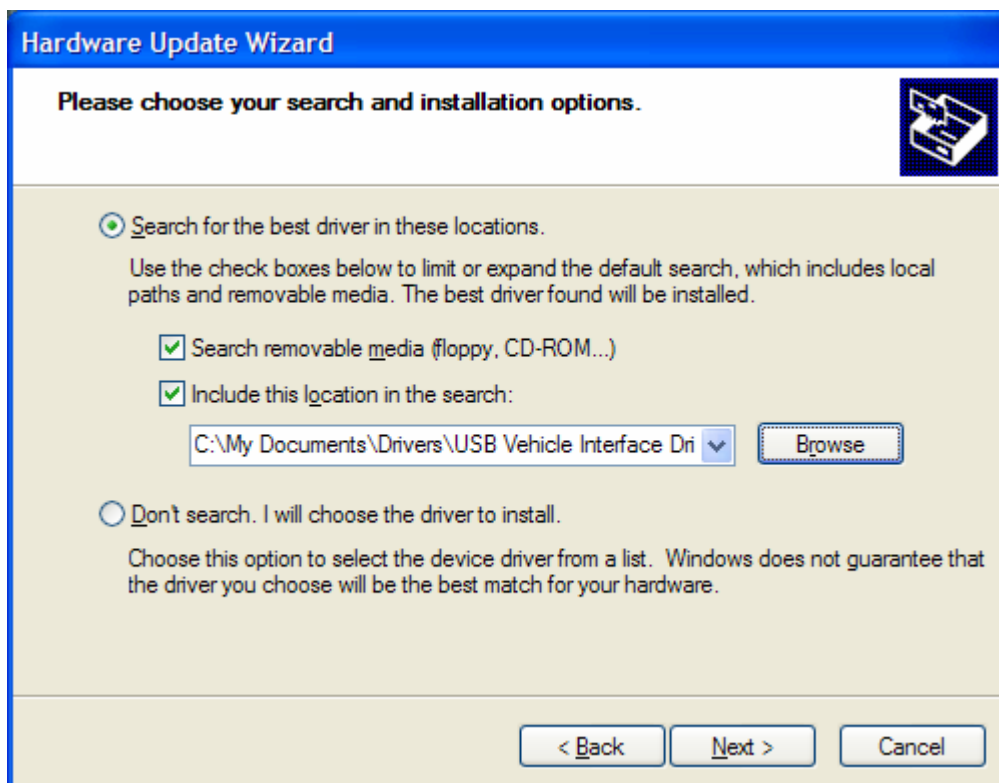 Hardware Update Wizard
Please choose your search and installation options.
Search for the best driver in these locations.
Use the check boxes below to limit or expand the default search, which includes local
paths and removable media. The best driver found will be installed.
Search removable media (floppy, CD-ROM...)
Include this location in the search:
C:\My Documents\Drivers\USB Vehicle Interface Dri
Browse
Don't search. I will choose the driver to install.
Choose this option to select the device driver from a list.  Windows does not guarantee that
the driver you choose will be the best match for your hardware.
< Back
Next >
Cancel